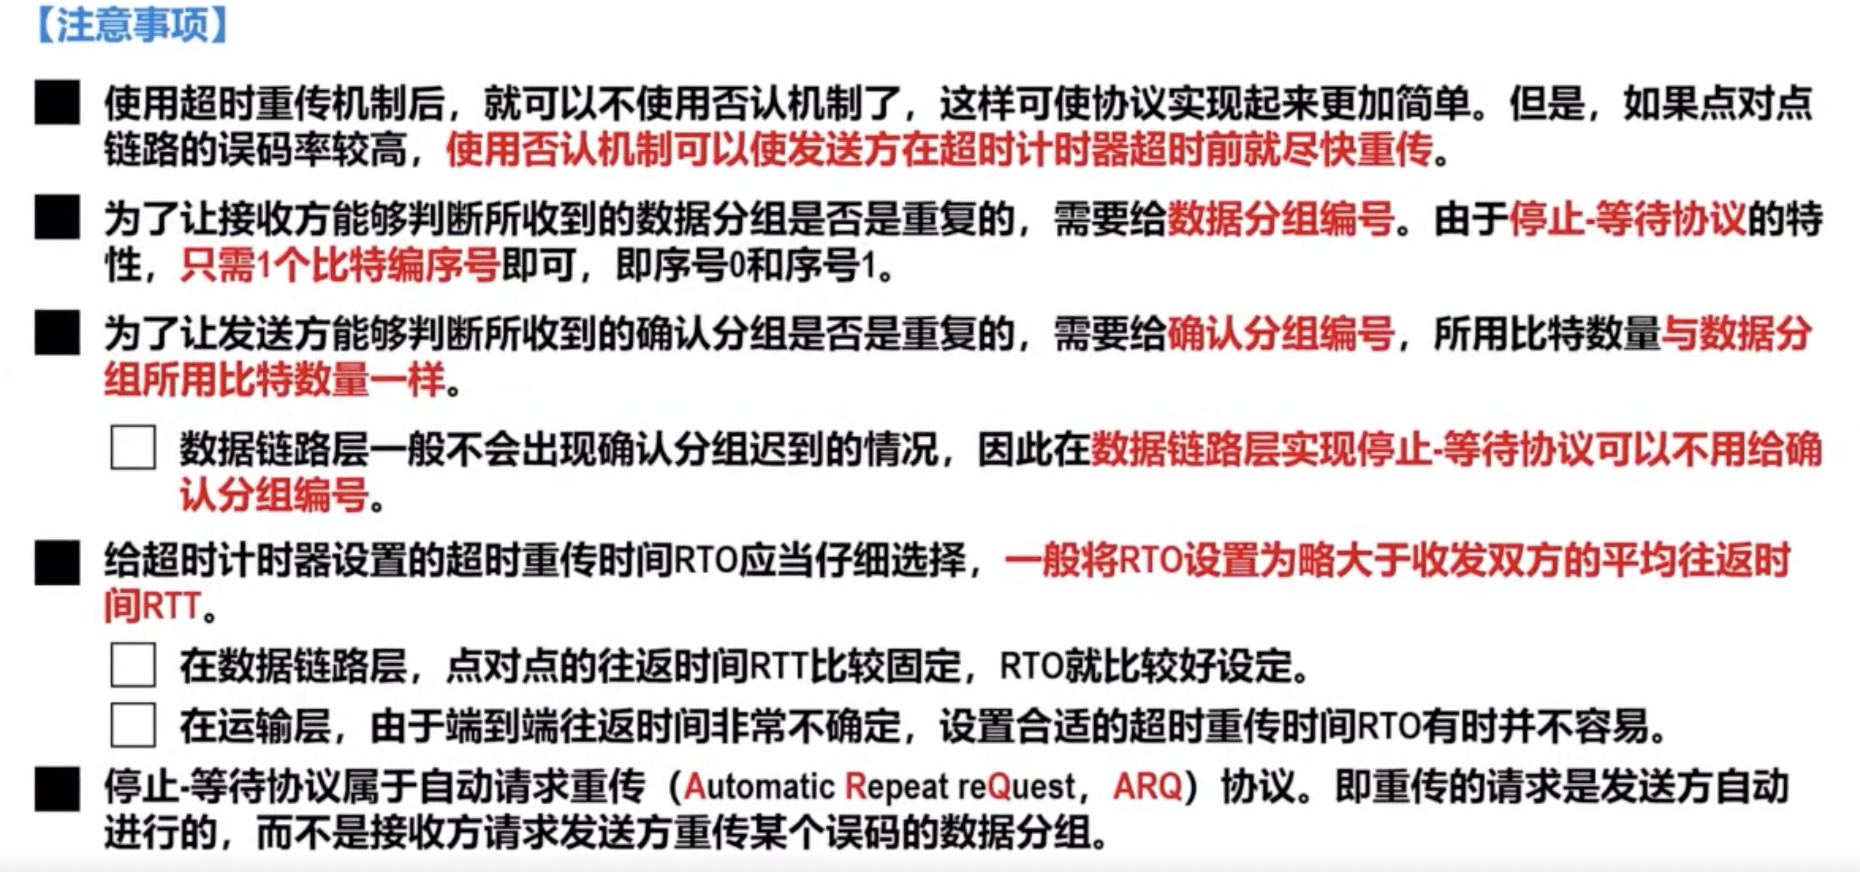 【注意事项】
使用超时重传机制后，就可以不使用否认机制了，这样可使协议实现起来更加简单。但是，如果点对点
链路的误码率较高，使用否认机制可以使发送方在超时计时器超时前就尽快重传。
为了让接收方能够判断所收到的数据分组是否是重复的，需要给数据分组编号。由于停止-等待协议的特
性，只需1个比特编序号即可，即序号0和序号1。
为了让发送方能够判断所收到的确认分组是否是重复的，需要给确认分组编号，所用比特数量与数据分
组所用比特数量一样。
数据链路层一般不会出现确认分组迟到的情况，因此在数据链路层实现停止-等待协议可以不用给确
认分组编号。
给超时计时器设置的超时重传时间RTO应当仔细选择，一般将RTO设置为略大于收发双方的平均往返时
间RTT。
在数据链路层，点对点的往返时间RTT比较固定，RTO就比较好设定。
在运输层，由于端到端往返时间非常不确定，设置合适的超时重传时间RTO有时并不容易。
停止-等待协议属于自动请求重传（Automatic Repeat reQuest，ARQ）协议。即重传的请求是发送方自动
进行的，而不是接收方请求发送方重传某个误码的数据分组。